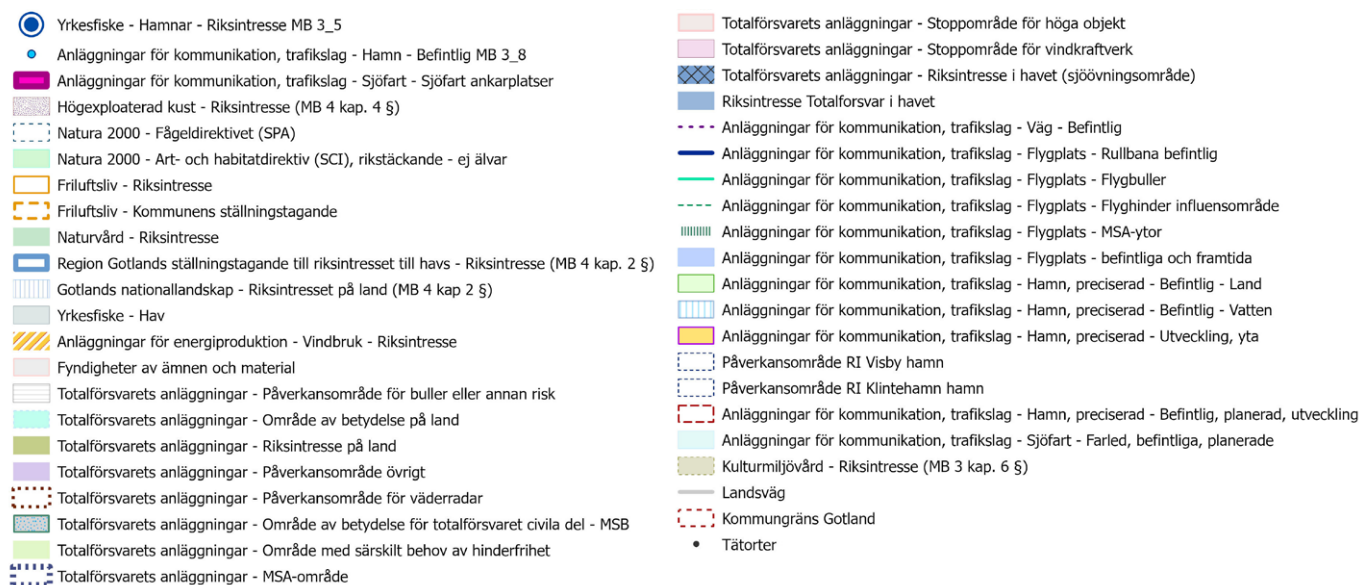 Yrkesfiske - Hamnar - Riksintresse MB 3_5
Anläggningar för kommunikation, trafikslag - Hamn - Befintlig MB 3_8
Anläggningar för kommunikation, trafikslag - Sjöfart - Sjöfart ankarplatser
Högexploaterad kust - Riksintresse (MB 4 kap. 4 §)
Natura 2000 - Fågeldirektivet (SPA)
Natura 2000 - Art- och habitatdirektiv (SCI), rikstäckande - ej älvar
Friluftsliv - Riksintresse
Friluftsliv - Kommunens ställningstagande
Naturvård - Riksintresse
Region Gotlands ställningstagande till riksintresset till havs - Riksintresse (MB 4 kap. 2 §)
Gotlands nationallandskap - Riksintresset på land (MB 4 kap 2 §)
Yrkesfiske - Hav
Anläggningar för energiproduktion - Vindbruk - Riksintresse
Fyndigheter av ämnen och material
Totalförsvarets anläggningar - Påverkansområde för buller eller annan risk
Totalförsvarets anläggningar - Område av betydelse på land
Totalförsvarets anläggningar - Riksintresse på land
Totalförsvarets anläggningar - Påverkansområde övrigt
Totalförsvarets anläggningar - Påverkansområde för väderradar
Totalförsvarets anläggningar - Område av betydelse för totalförsvaret civila del - MSB
Totalförsvarets anläggningar - Område med särskilt behov av hinderfrihet
Totalförsvarets anläggningar - MSA-område
Totalförsvarets anläggningar - Stoppområde för höga objekt
Totalförsvarets anläggningar - Stoppområde för vindkraftverk
Totalförsvarets anläggningar - Riksintresse i havet (sjöövningsområde)
Riksintresse Totalforsvar i havet
Anläggningar för kommunikation, trafikslag - Väg - Befintlig
Anläggningar för kommunikation, trafikslag - Flygplats - Rullbana befintlig
Anläggningar för kommunikation, trafikslag - Flygplats - Flygbuller
Anläggningar för kommunikation, trafikslag - Flygplats - Flyghinder influensområde
Anläggningar för kommunikation, trafikslag - Flygplats - MSA-ytor
Anläggningar för kommunikation, trafikslag - Flygplats - befintliga och framtida
Anläggningar för kommunikation, trafikslag - Hamn, preciserad - Befintlig - Land
Anläggningar för kommunikation, trafikslag - Hamn, preciserad - Befintlig - Vatten
Anläggningar för kommunikation, trafikslag - Hamn, preciserad - Utveckling, yta
Påverkansområde RI Visby hamn
Påverkansområde RI Klintehamn hamn
Anläggningar för kommunikation, trafikslag - Hamn, preciserad - Befintlig, planerad, utveckling
Anläggningar för kommunikation, trafikslag - Sjöfart - Farled, befintliga, planerade
Kulturmiljövård - Riksintresse (MB 3 kap. 6 §)
Landsväg
Kommungräns Gotland
Tätorter